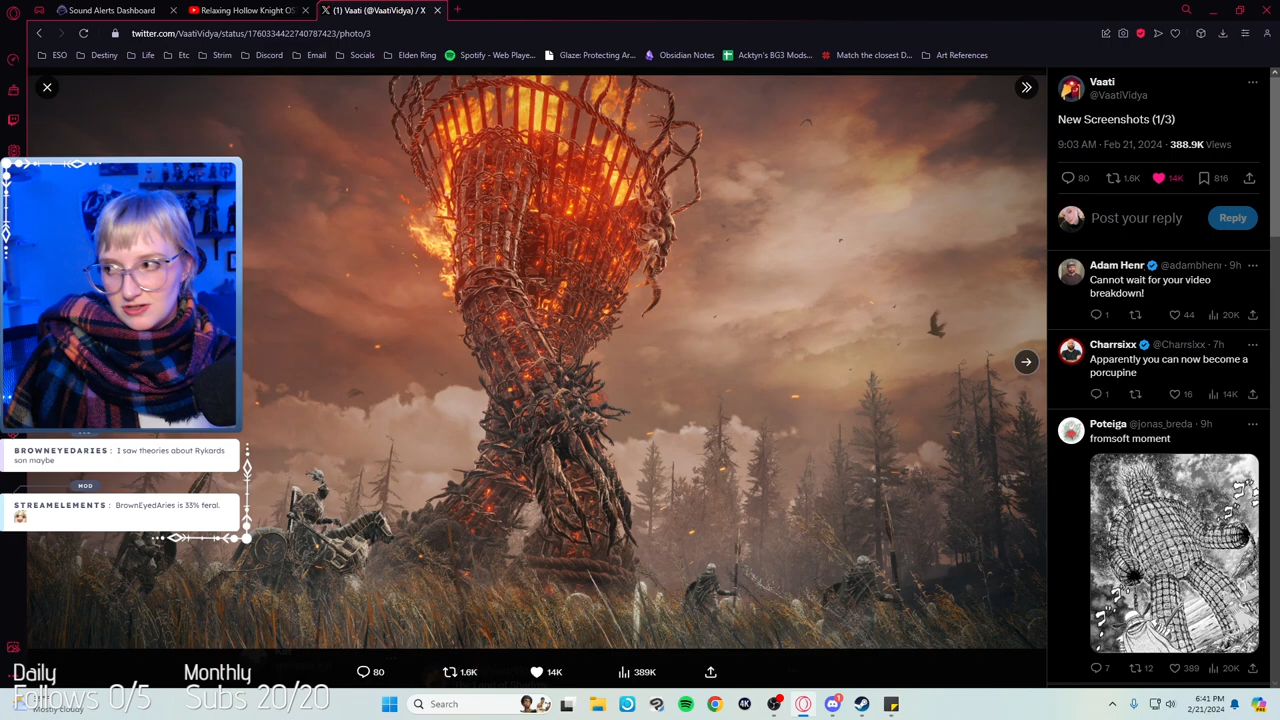 Sound Alerts Dashboard
Relaxing Hollow Knight OS
(1) Vaati (@VaatiVidya) / X
twitter.com/VaatiVidya/status/1760334422740787423/photo/3
ESO
Destiny
Life
Etc
Strim
Discord
Email
Socials
Elden Ring
Spotify - Web Playe...
Glaze: Protecting Ar...
Obsidian Notes
Acktyn's BG3 Mods...
Match the closest D...
Art References
Vaati
@VaatiVidya
New Screenshots (1/3)
9:03 AM · Feb 21, 2024 · 388.9K Views
80
1.6K
14K
816
Post your reply
Reply
Adam Henr @adambhenr · 9h
Cannot wait for your video
breakdown!
1
44
20K
Charrsixx @Charrsixx · 7h
Apparently you can now become a
porcupine
1
16
14K
Poteiga @jonas_breda · 9h
fromsoft moment
7
12
389
20K
BROWNEYEDARIES : I saw theories about Rykards
son maybe
MOD
STREAMELEMENTS : BrownEyedAries is 33% feral.
80
1.6K
14K
389K
Daily
Follows 0/5
Monthly
Subs 20/20
Mostly cloudy
Search
4K
1
6:41 PM
2/21/2024